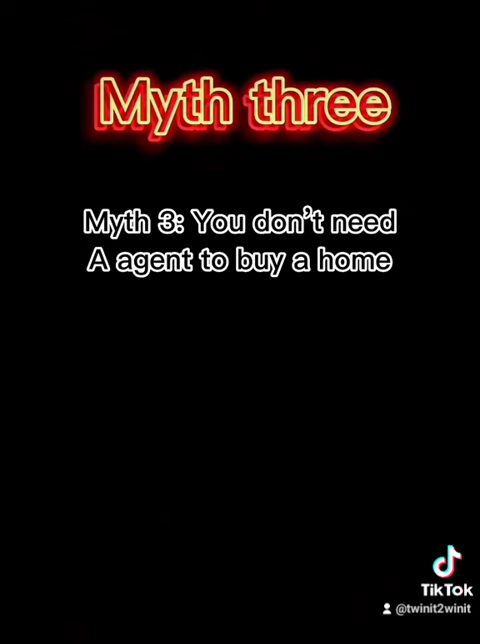 Myth three
Myth 3: You don't need
A agent to buy a home
TikTok
@twinit2winit